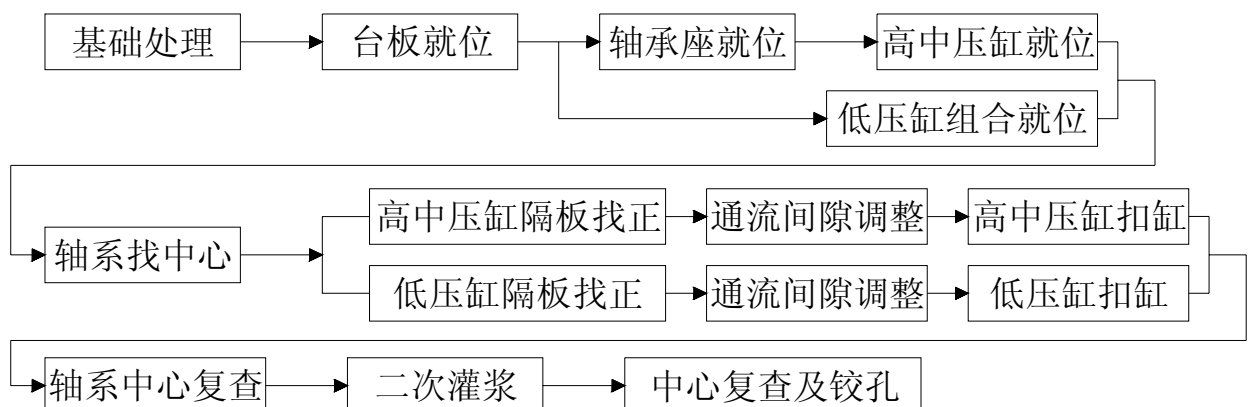 基础处理
台板就位
轴承座就位
高中压缸就位
低压缸组合就位
轴系找中心
高中压缸隔板找正
通流间隙调整
高中压缸扣缸
低压缸隔板找正
通流间隙调整
低压缸扣缸
轴系中心复查
二次灌浆
中心复查及铰孔